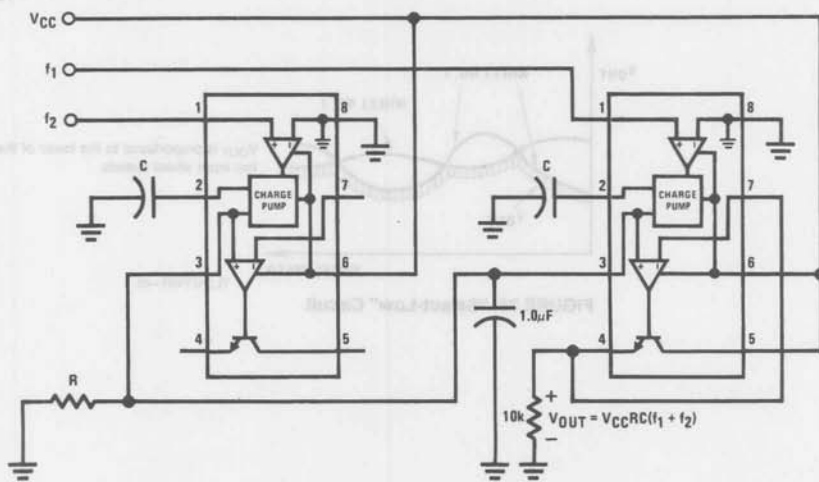 VCC
f1
f2
1
8
C
2
CHARGE PUMP
7
3
6
4
5
R
1.0μF
1
8
C
2
CHARGE PUMP
7
3
6
4
5
10k
+
VOUT = VCCRC(f1 + f2)
−